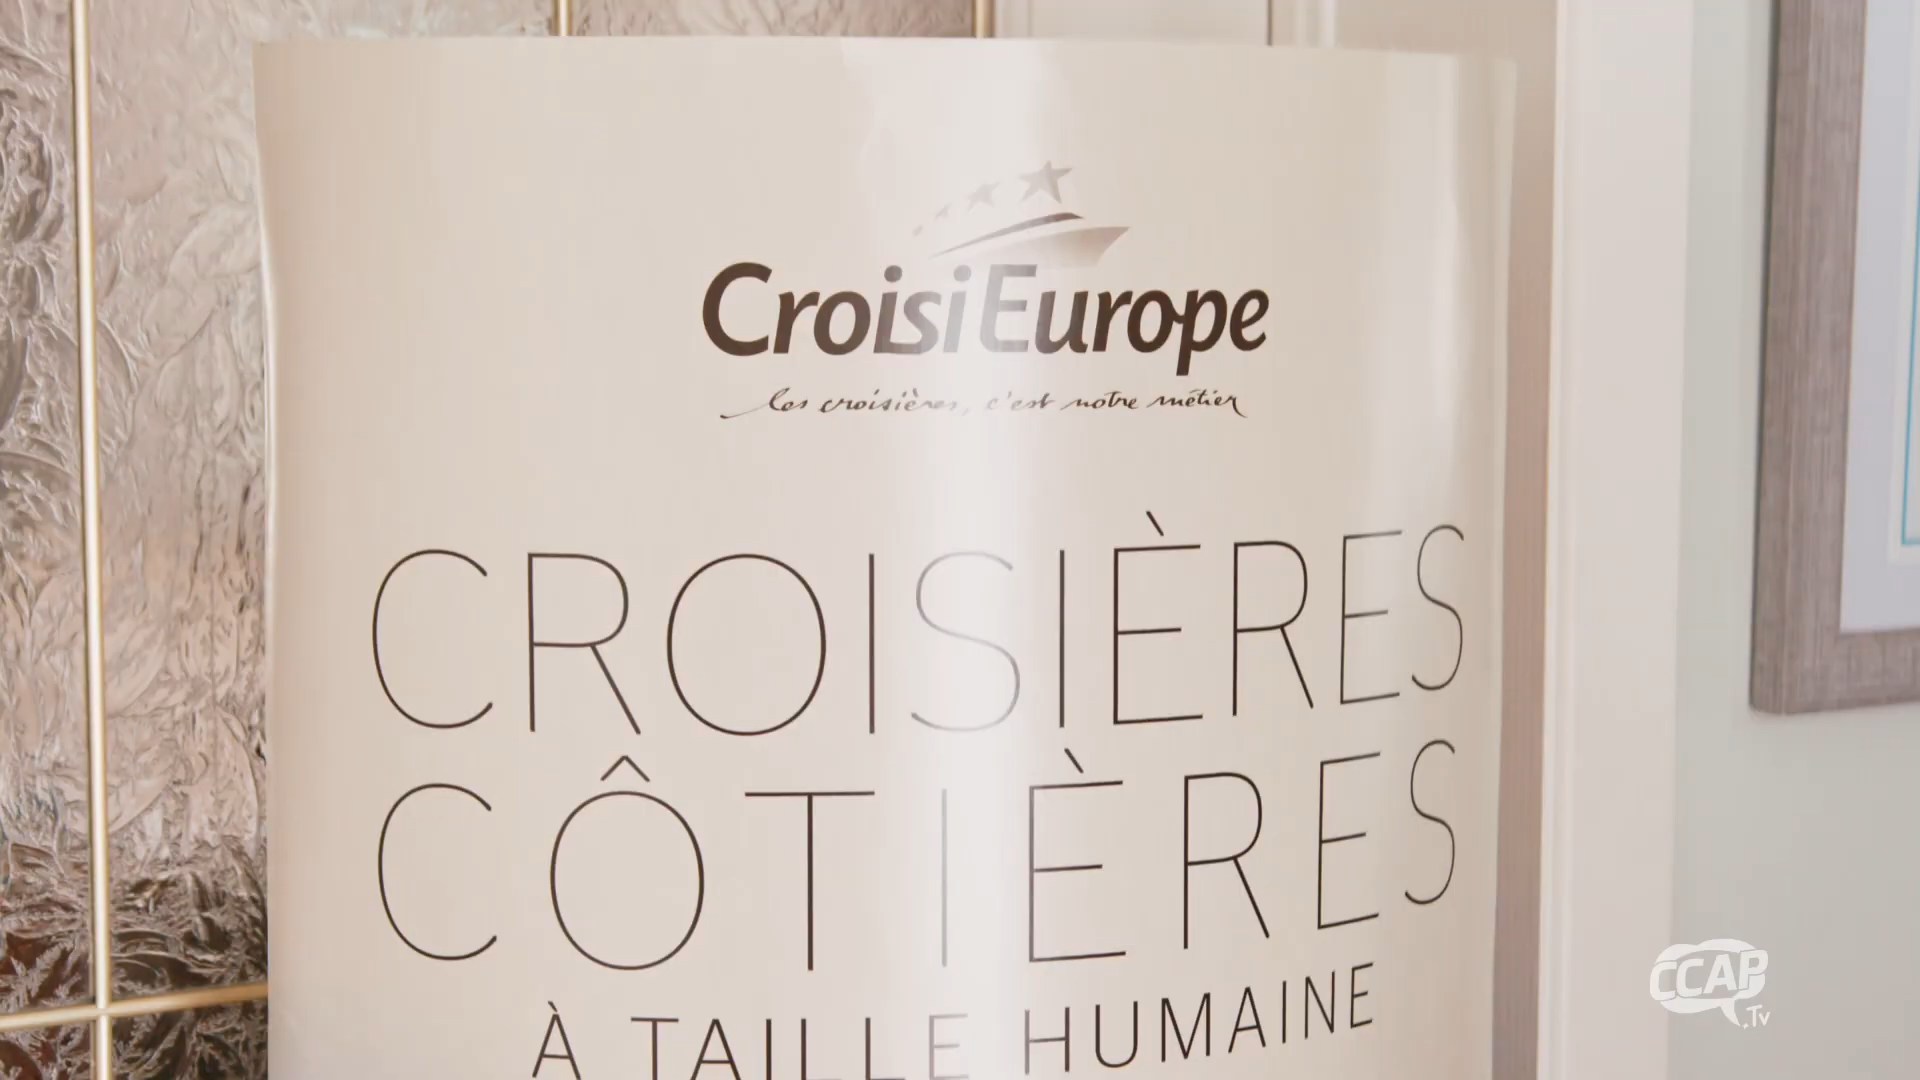 CroisiEurope
les croisières, c'est notre métier
CROISIÈRES
CÔTIÈRES
À TAILLE HUMAINE
CCAP
.Tv